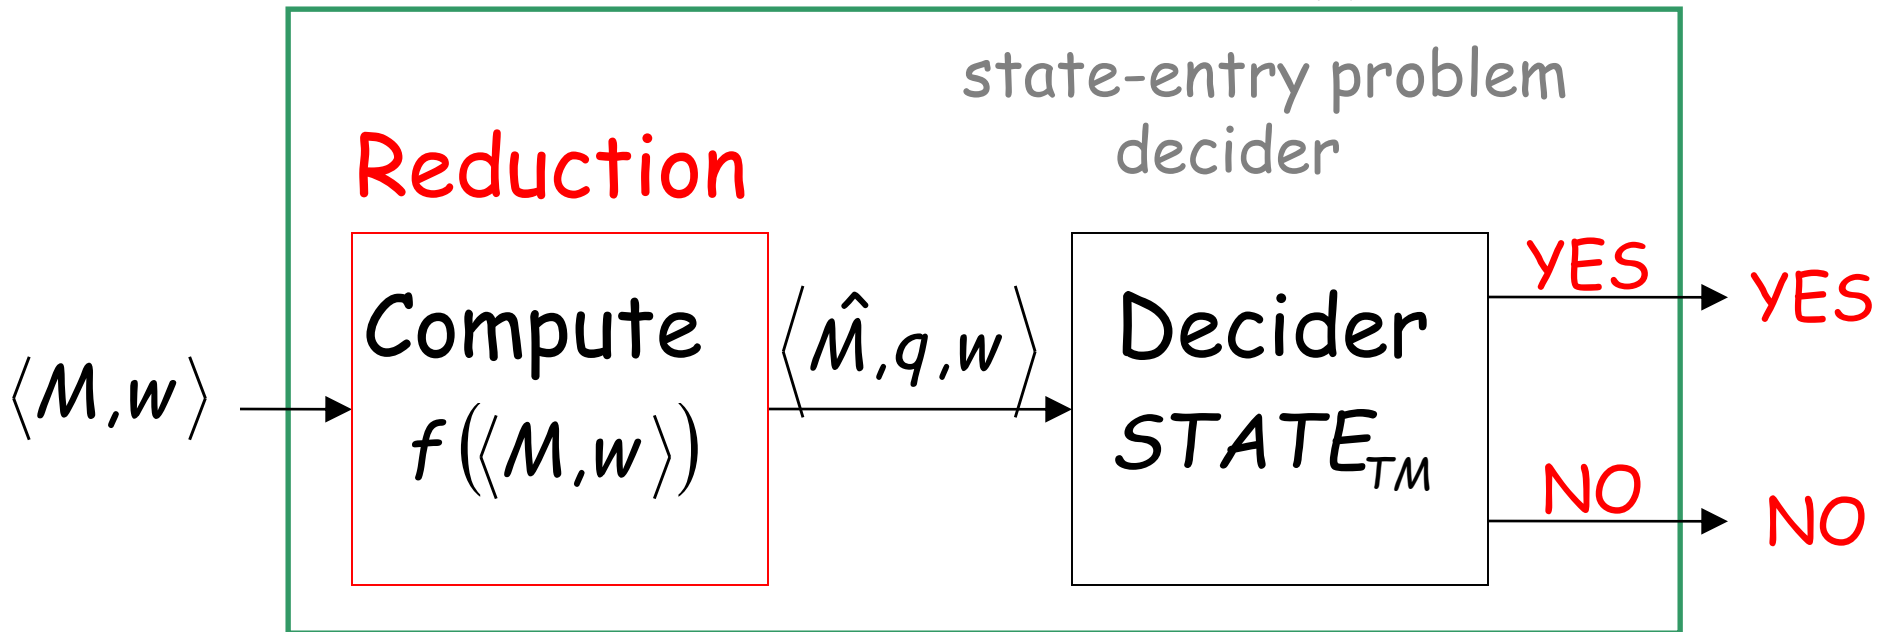 state-entry problem
decider
Reduction
⟨M,w⟩
Compute
f(⟨M,w⟩)
⟨M̂,q,w⟩
Decider
STATE_TM
YES
YES
NO
NO